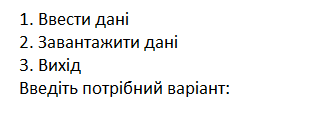 1. Ввести дані
2. Завантажити дані
3. Вихід
Введіть потрібний варіант: